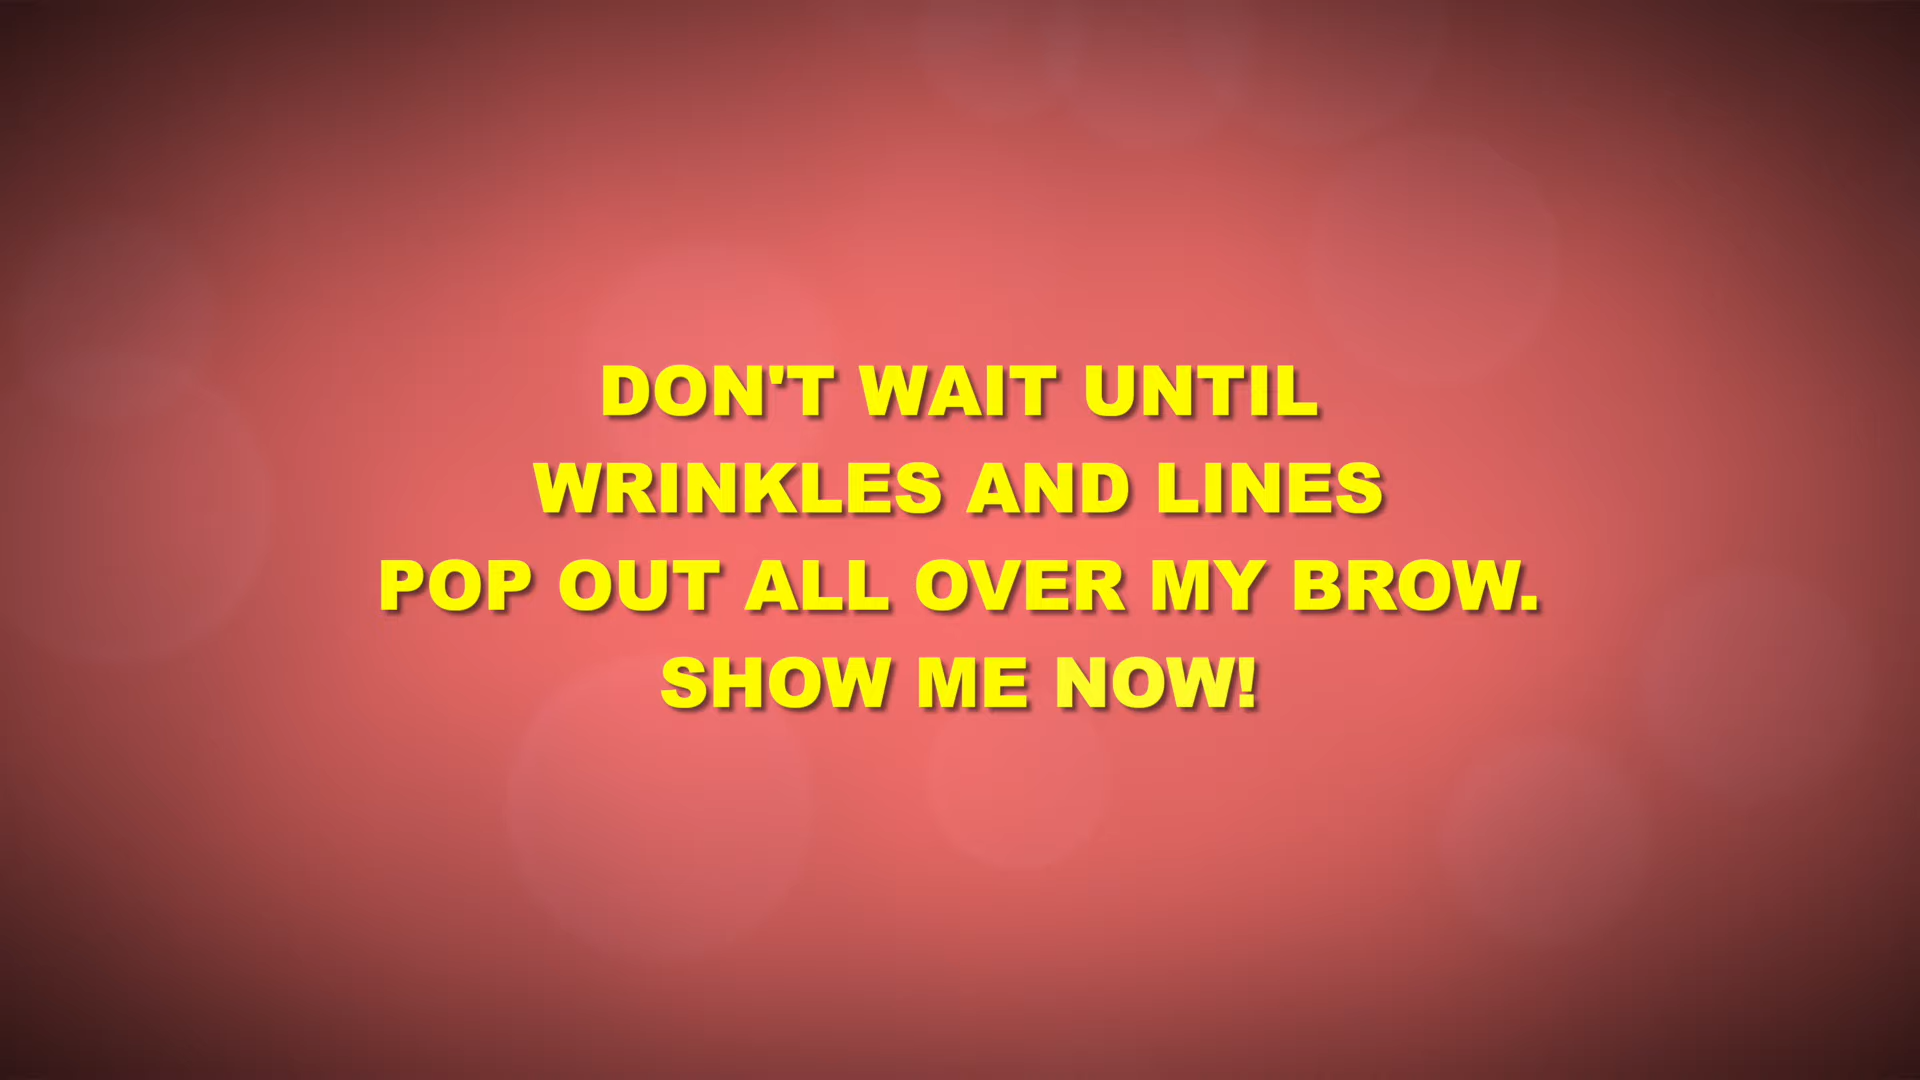 DON'T WAIT UNTIL
WRINKLES AND LINES
POP OUT ALL OVER MY BROW.
SHOW ME NOW!